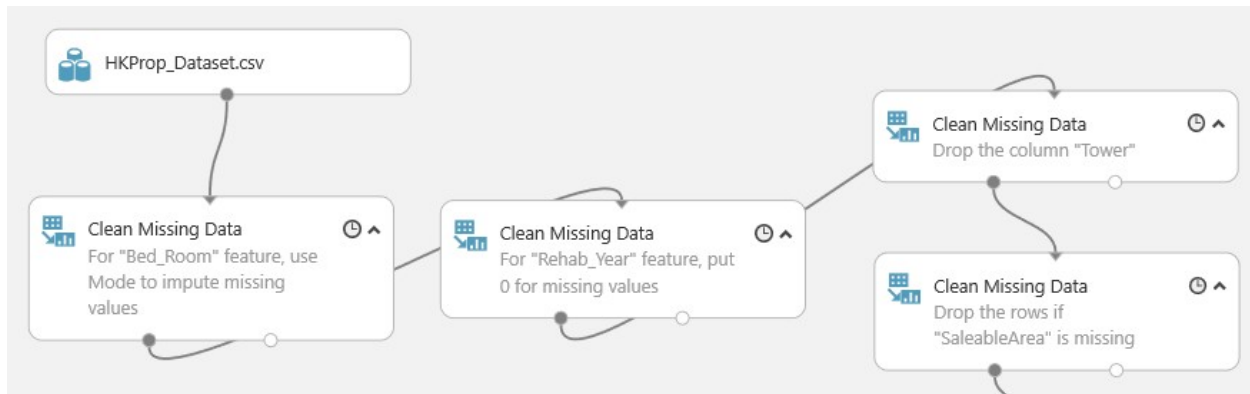 HKProp_Dataset.csv
Clean Missing Data
For "Bed_Room" feature, use
Mode to impute missing
values
Clean Missing Data
For "Rehab_Year" feature, put
0 for missing values
Clean Missing Data
Drop the column "Tower"
Clean Missing Data
Drop the rows if
"SaleableArea" is missing